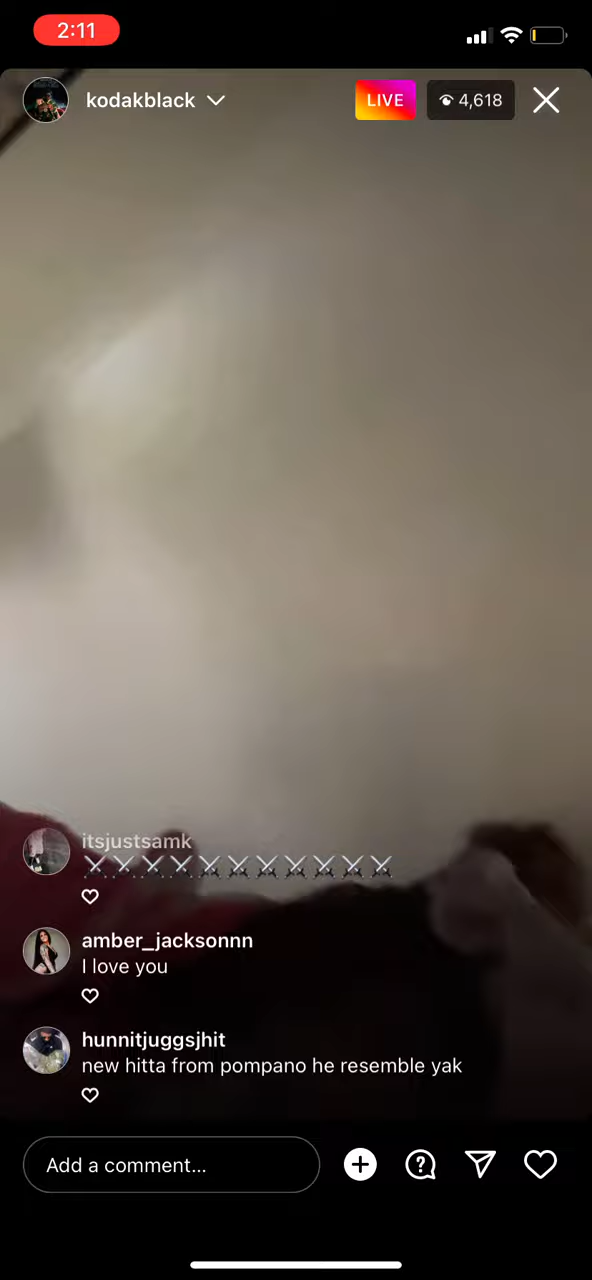 2:11
kodakblack
LIVE
4,618
itsjustsamk
⚔⚔⚔⚔⚔⚔⚔⚔⚔⚔⚔
amber_jacksonnn
I love you
hunnitjuggsjhit
new hitta from pompano he resemble yak
Add a comment...